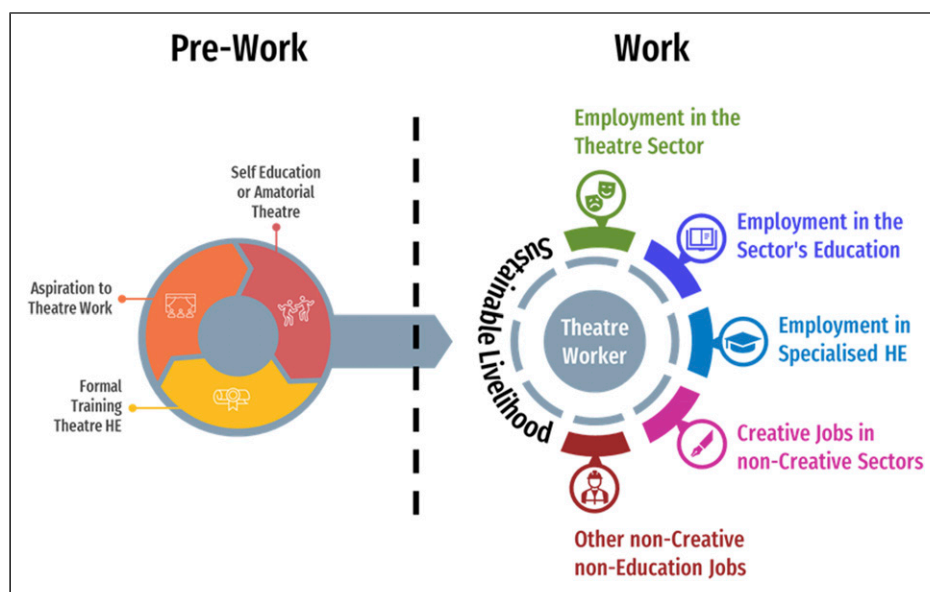 Pre-Work
Work
Self Education
or Amatorial
Theatre
Aspiration to
Theatre Work
Formal
Training
Theatre HE
Employment in the
Theatre Sector
Employment in the
Sector's Education
Employment in
Specialised HE
Creative Jobs in
non-Creative Sectors
Other non-Creative
non-Education Jobs
Sustainable Livelihood
Theatre
Worker